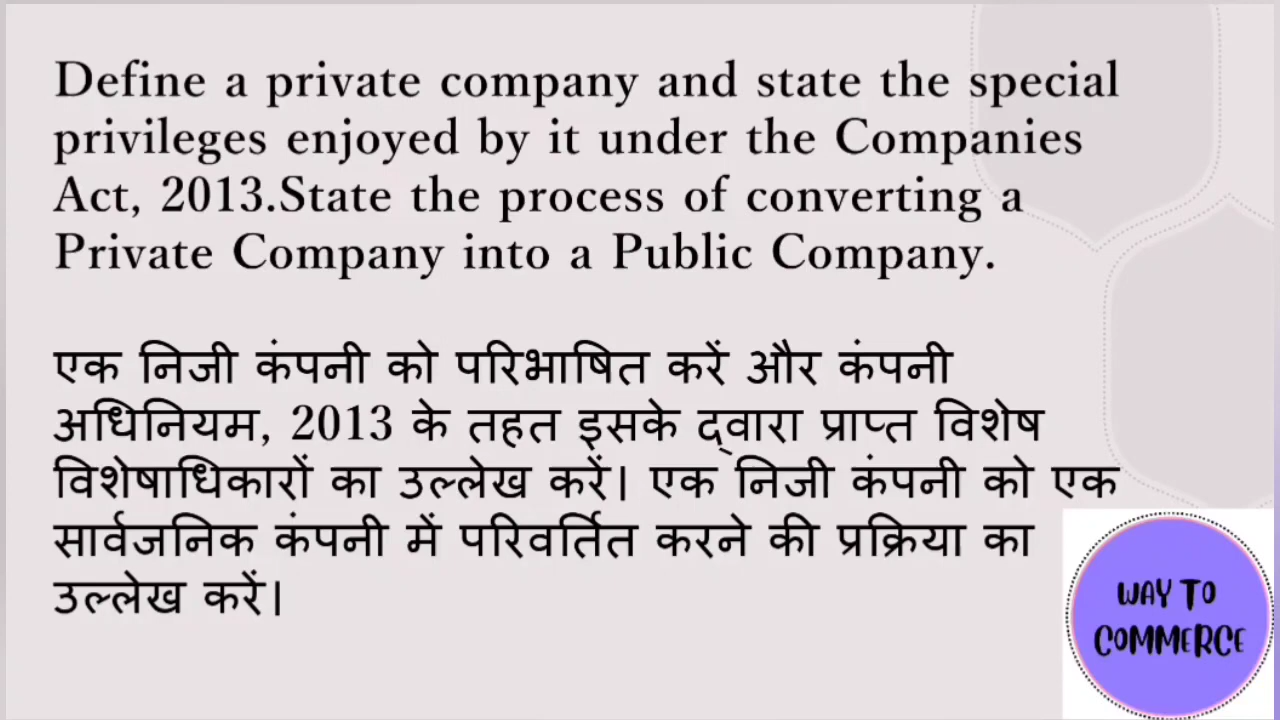 Define a private company and state the special
privileges enjoyed by it under the Companies
Act, 2013.State the process of converting a
Private Company into a Public Company.
एक निजी कंपनी को परिभाषित करें और कंपनी
अधिनियम, 2013 के तहत इसके द्वारा प्राप्त विशेष
विशेषाधिकारों का उल्लेख करें। एक निजी कंपनी को एक
सार्वजनिक कंपनी में परिवर्तित करने की प्रक्रिया का
उल्लेख करें।
WAY TO
COMMERCE